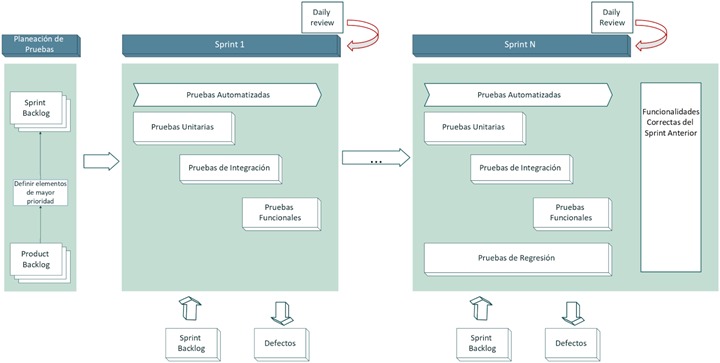 Planeación de
Pruebas
Sprint
Backlog
Definir elementos
de mayor
prioridad
Product
Backlog
Daily
review
Sprint 1
Pruebas Automatizadas
Pruebas Unitarias
Pruebas de Integración
Pruebas
Funcionales
Sprint
Backlog
Defectos
...
Daily
Review
Sprint N
Pruebas Automatizadas
Pruebas Unitarias
Pruebas de Integración
Pruebas
Funcionales
Pruebas de Regresión
Funcionalidades
Correctas del
Sprint Anterior
Sprint
Backlog
Defectos